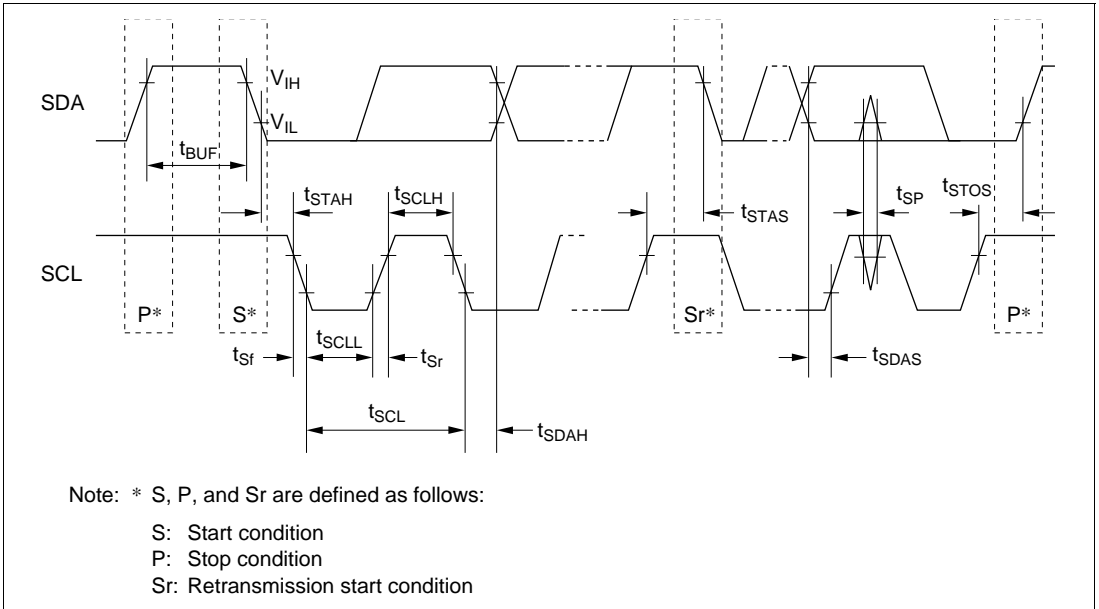 SDA
VIH
VIL
tBUF
tSTAH
tSCLH
tSTAS
tSP
tSTOS
SCL
P*
S*
Sr*
P*
tSf
tSCLL
tSr
tSDAS
tSCL
tSDAH
Note: * S, P, and Sr are defined as follows:
S: Start condition
P: Stop condition
Sr: Retransmission start condition